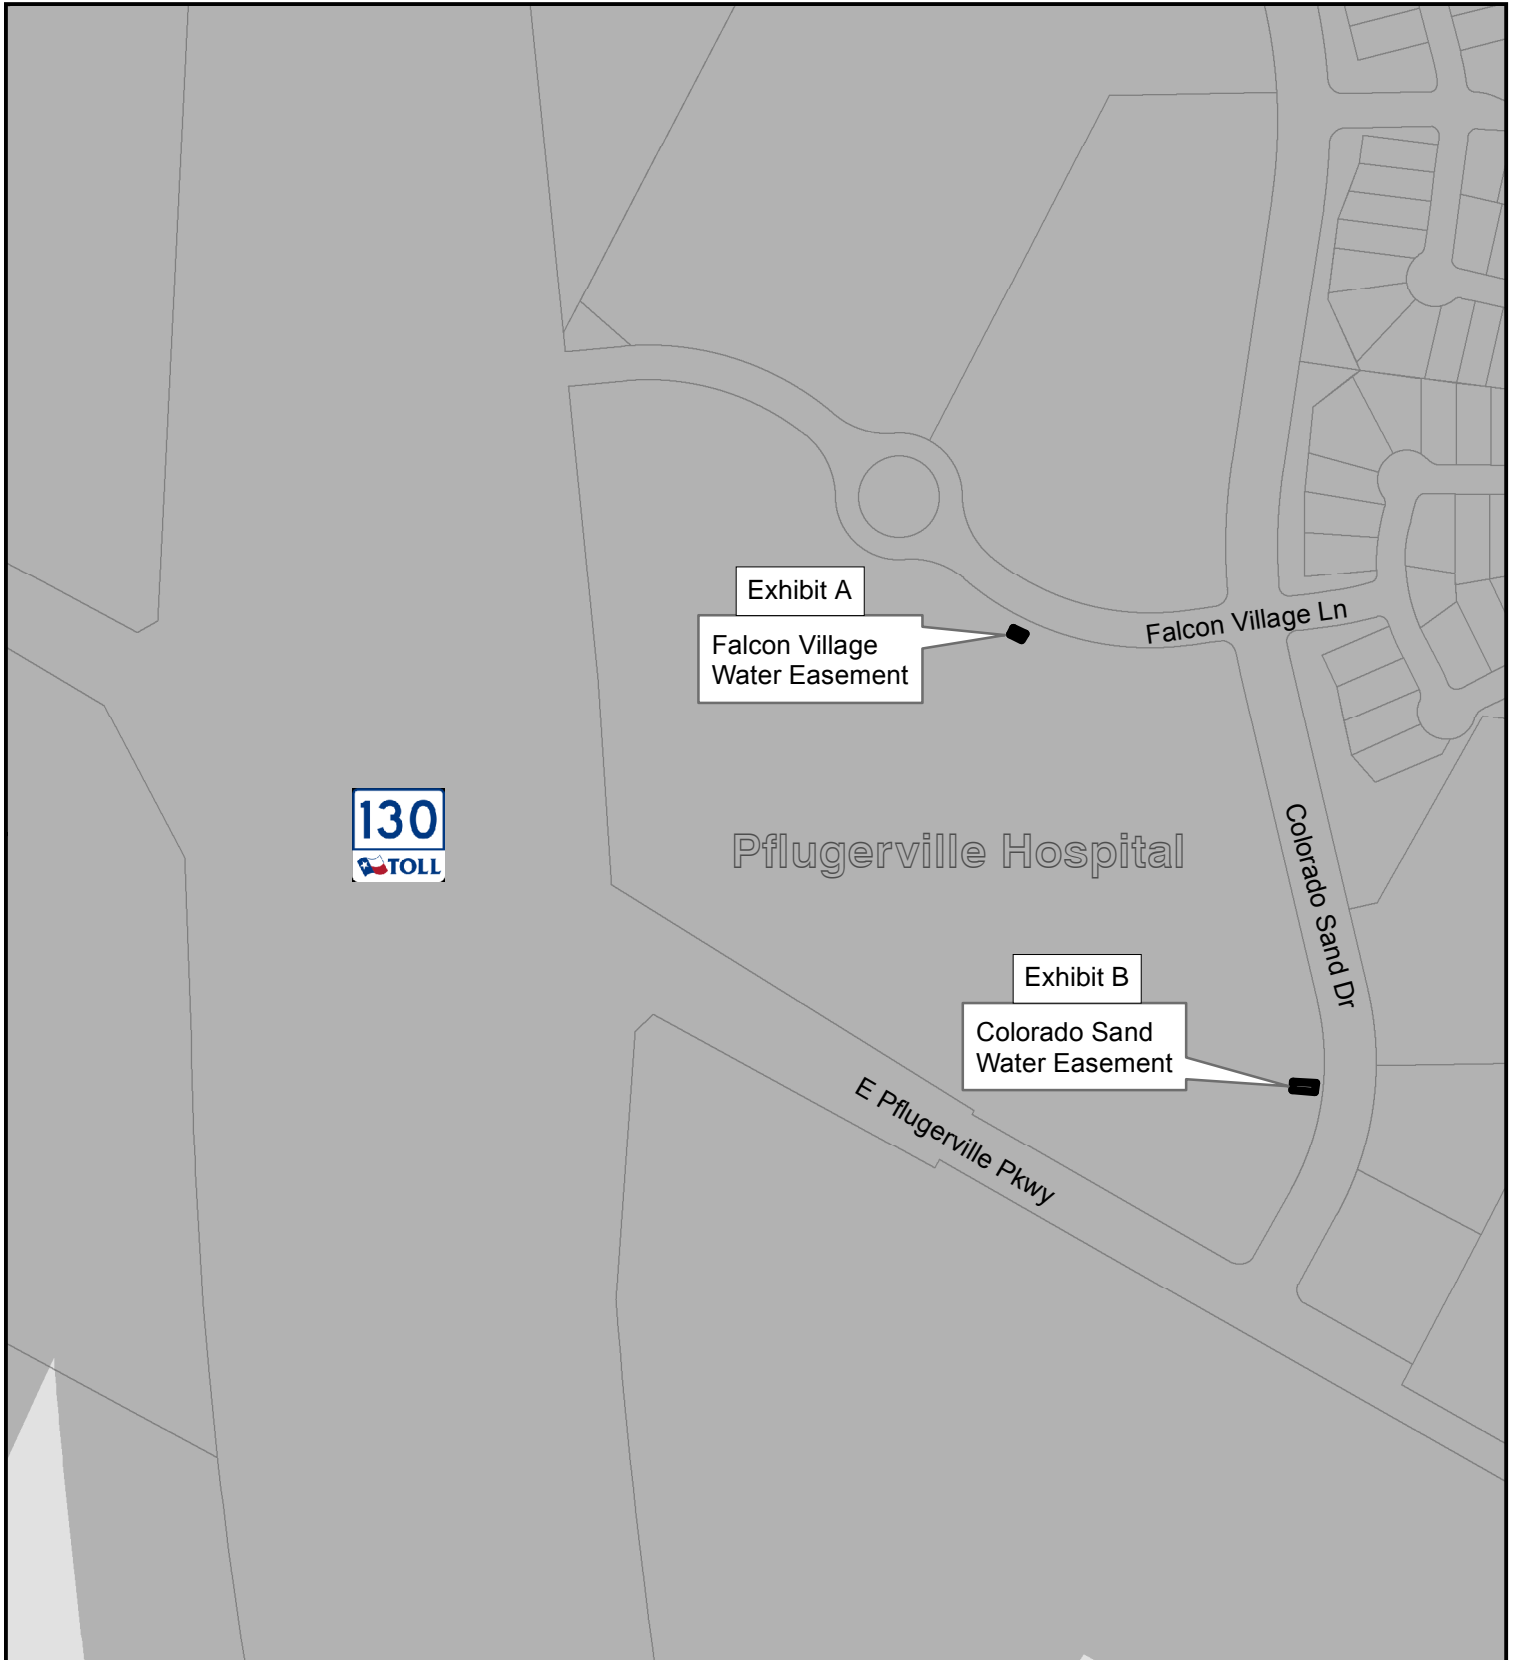 Exhibit A
Falcon Village
Water Easement
Falcon Village Ln
130
TOLL
Pflugerville Hospital
Colorado Sand Dr
Exhibit B
Colorado Sand
Water Easement
E Pflugerville Pkwy